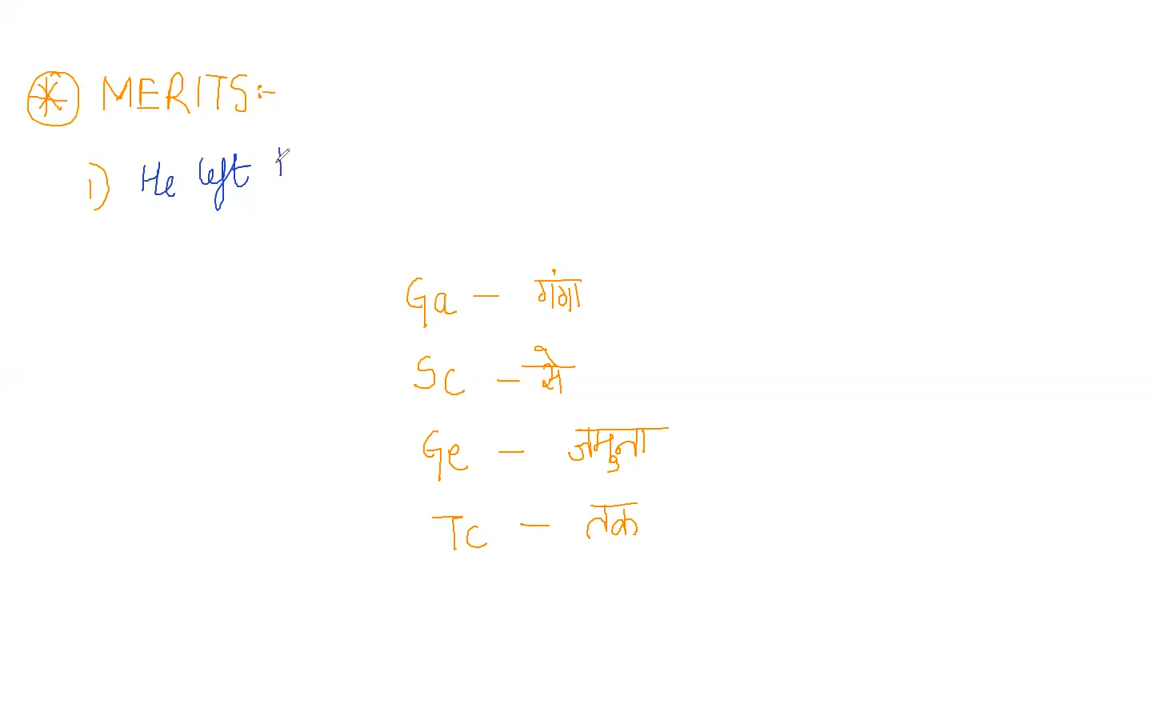 * MERITS:-
1) He left
Ga - गंगा
Sc - से
Ge - जमुना
Tc - तक